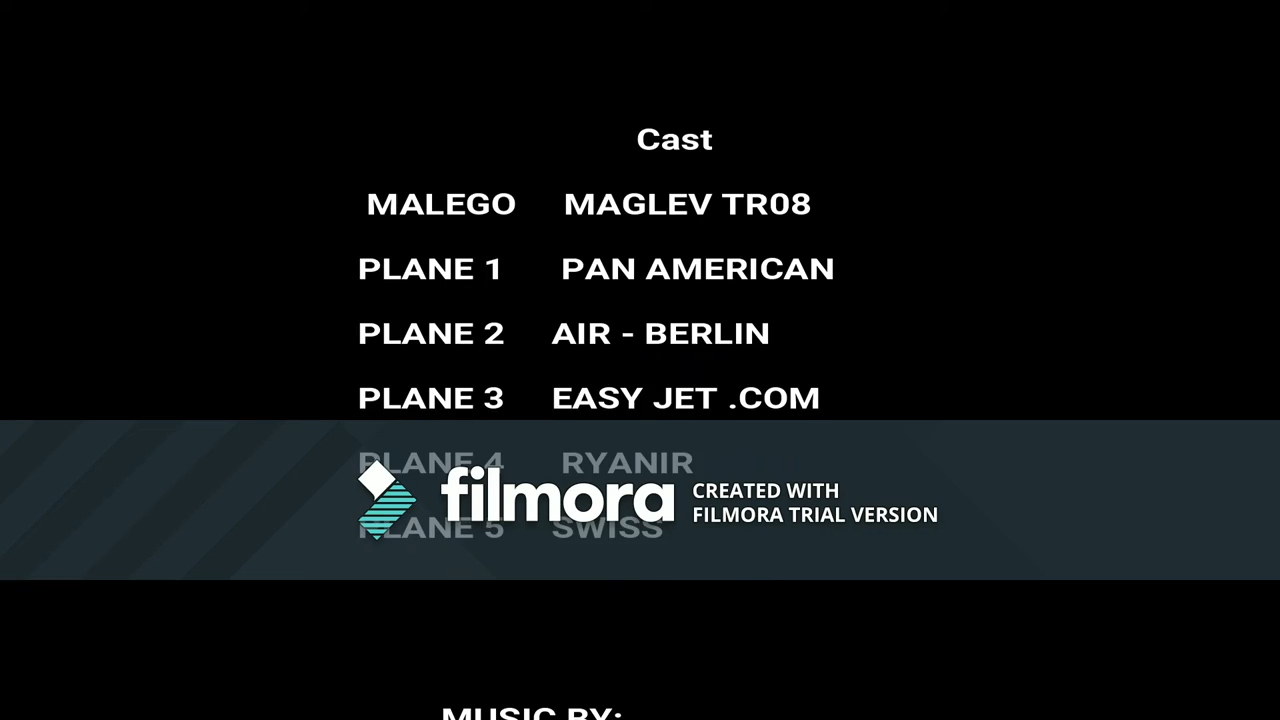 Cast
MALEGO MAGLEV TR08
PLANE 1 PAN AMERICAN
PLANE 2 AIR - BERLIN
PLANE 3 EASY JET .COM
PLANE 4 RYANIR
filmora CREATED WITH
FILMORA TRIAL VERSION
PLANE 5 SWISS
MUSIC BY: